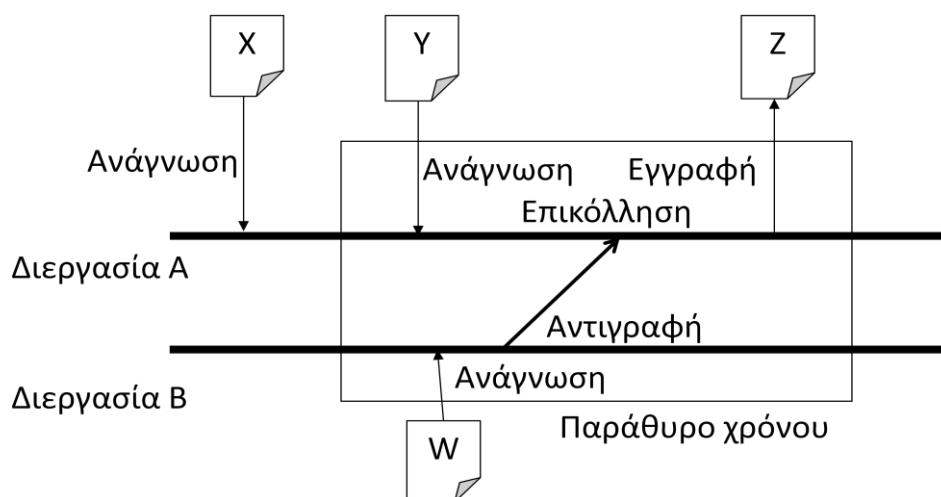 X
Y
Z
Ανάγνωση
Ανάγνωση
Εγγραφή
Επικόλληση
Διεργασία Α
Αντιγραφή
Ανάγνωση
Διεργασία Β
Παράθυρο χρόνου
W